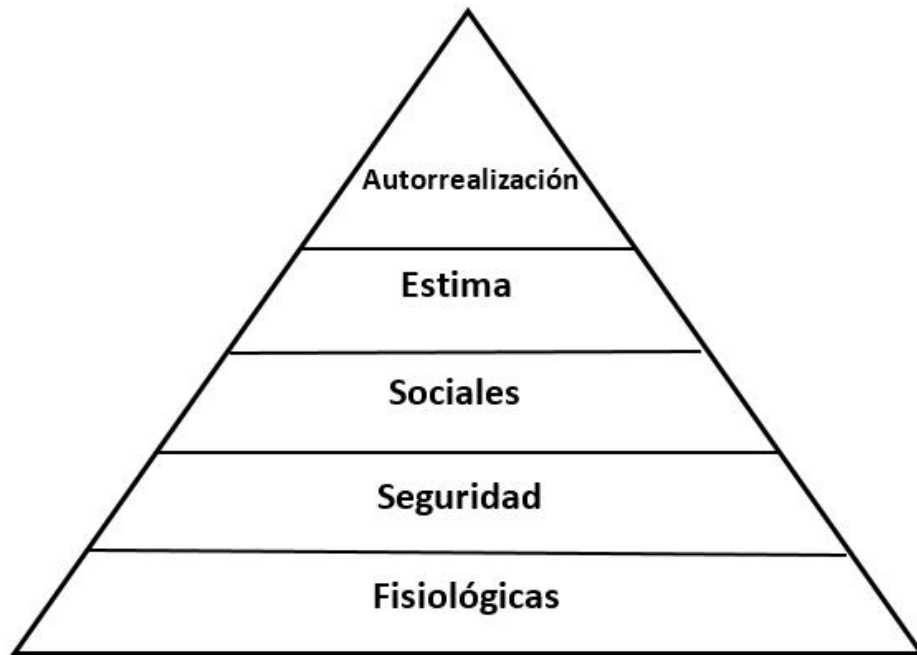 Autorrealización
Estima
Sociales
Seguridad
Fisiológicas